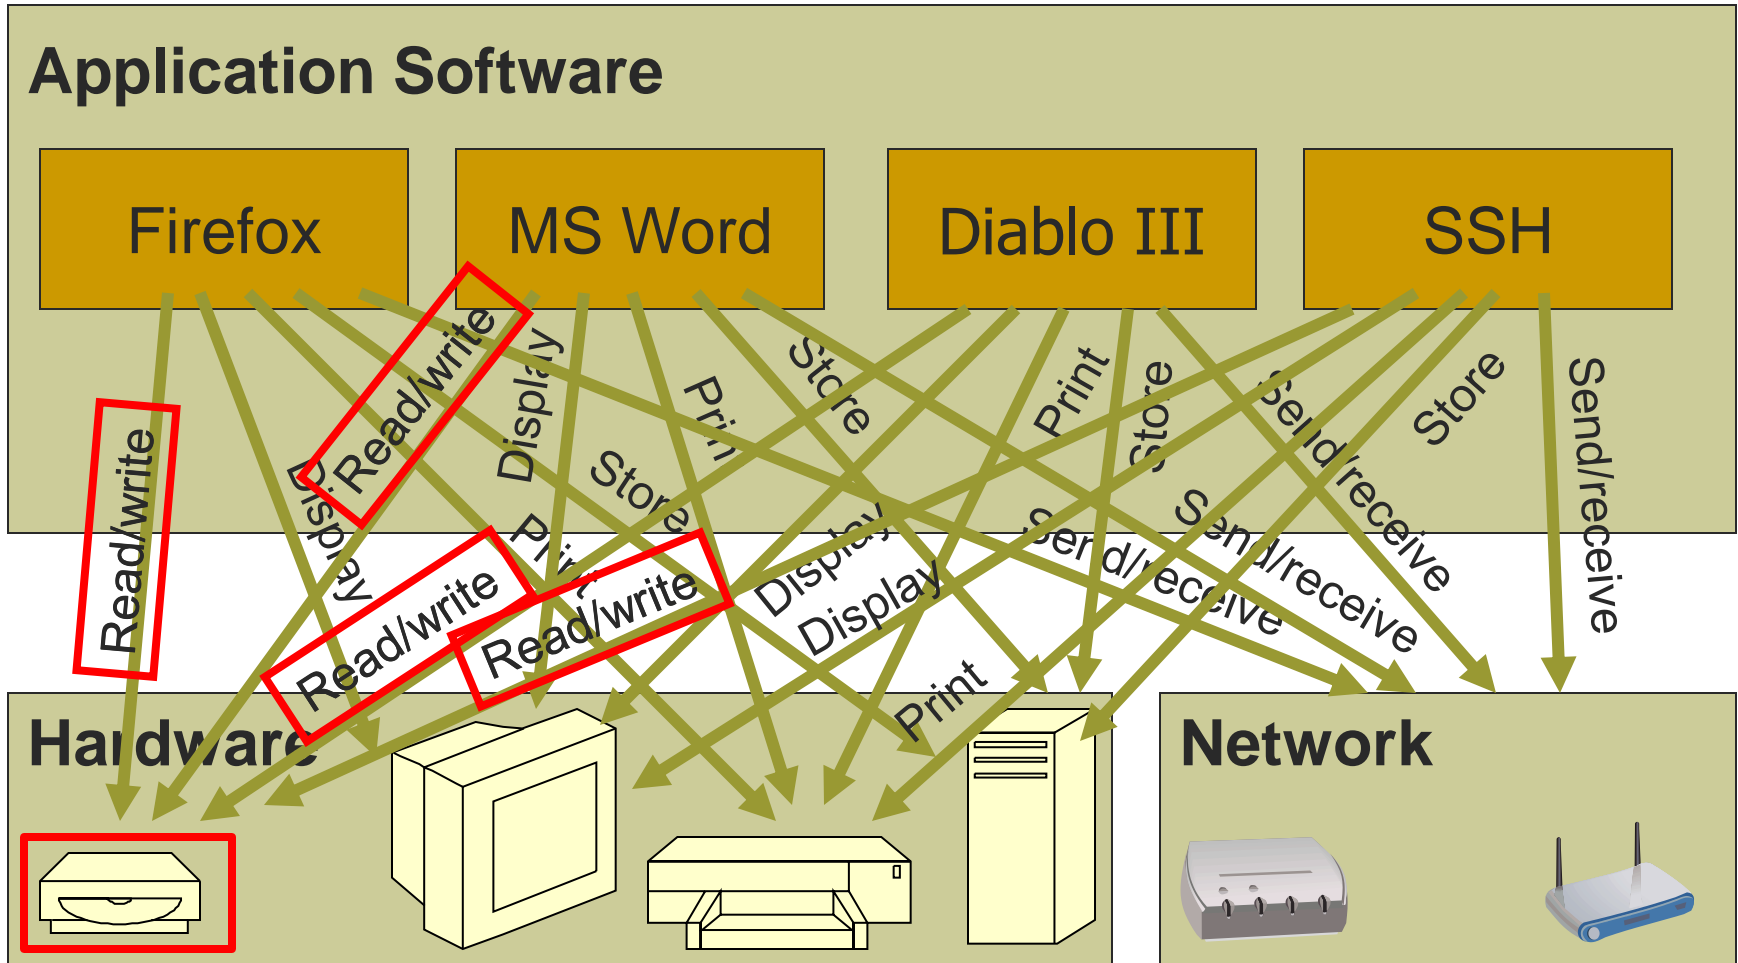 Application Software
Firefox
MS Word
Diablo III
SSH
Read/write
Display
Read/write
Display
Print
Store
Prin
Store
Print
Store
Send/receive
Store
Send/receive
Read/write
Read/write
Display
Display
Send/receive
Send/receive
Print
Hardware
Network